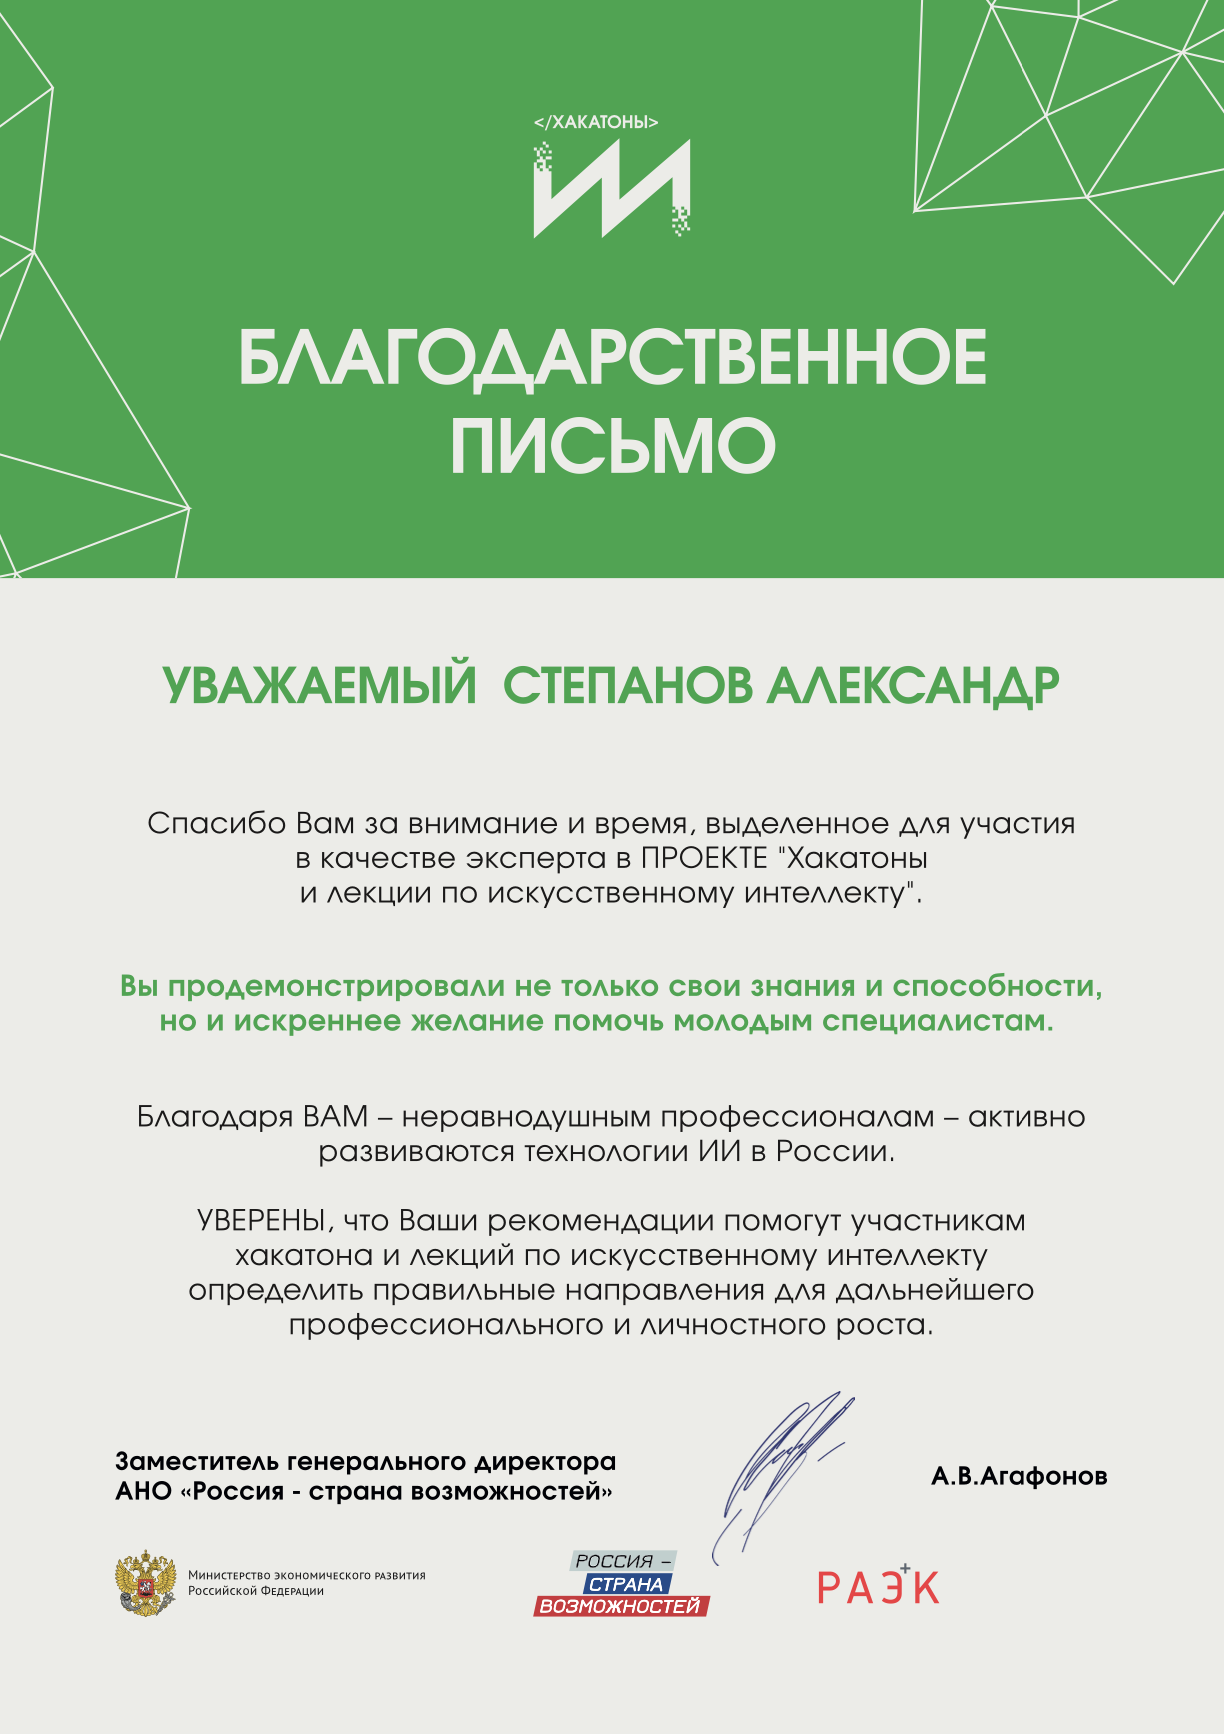 </ХАКАТОНЫ>
ИИ
БЛАГОДАРСТВЕННОЕ
ПИСЬМО
УВАЖАЕМЫЙ СТЕПАНОВ АЛЕКСАНДР
Спасибо Вам за внимание и время, выделенное для участия
в качестве эксперта в ПРОЕКТЕ "Хакатоны
и лекции по искусственному интеллекту".
Вы продемонстрировали не только свои знания и способности,
но и искреннее желание помочь молодым специалистам.
Благодаря ВАМ – неравнодушным профессионалам – активно
развиваются технологии ИИ в России.
УВЕРЕНЫ, что Ваши рекомендации помогут участникам
хакатона и лекций по искусственному интеллекту
определить правильные направления для дальнейшего
профессионального и личностного роста.
Заместитель генерального директора
АНО «Россия - страна возможностей»
А.В.Агафонов
Министерство экономического развития
Российской Федерации
РОССИЯ –
СТРАНА
ВОЗМОЖНОСТЕЙ
РАЭК+